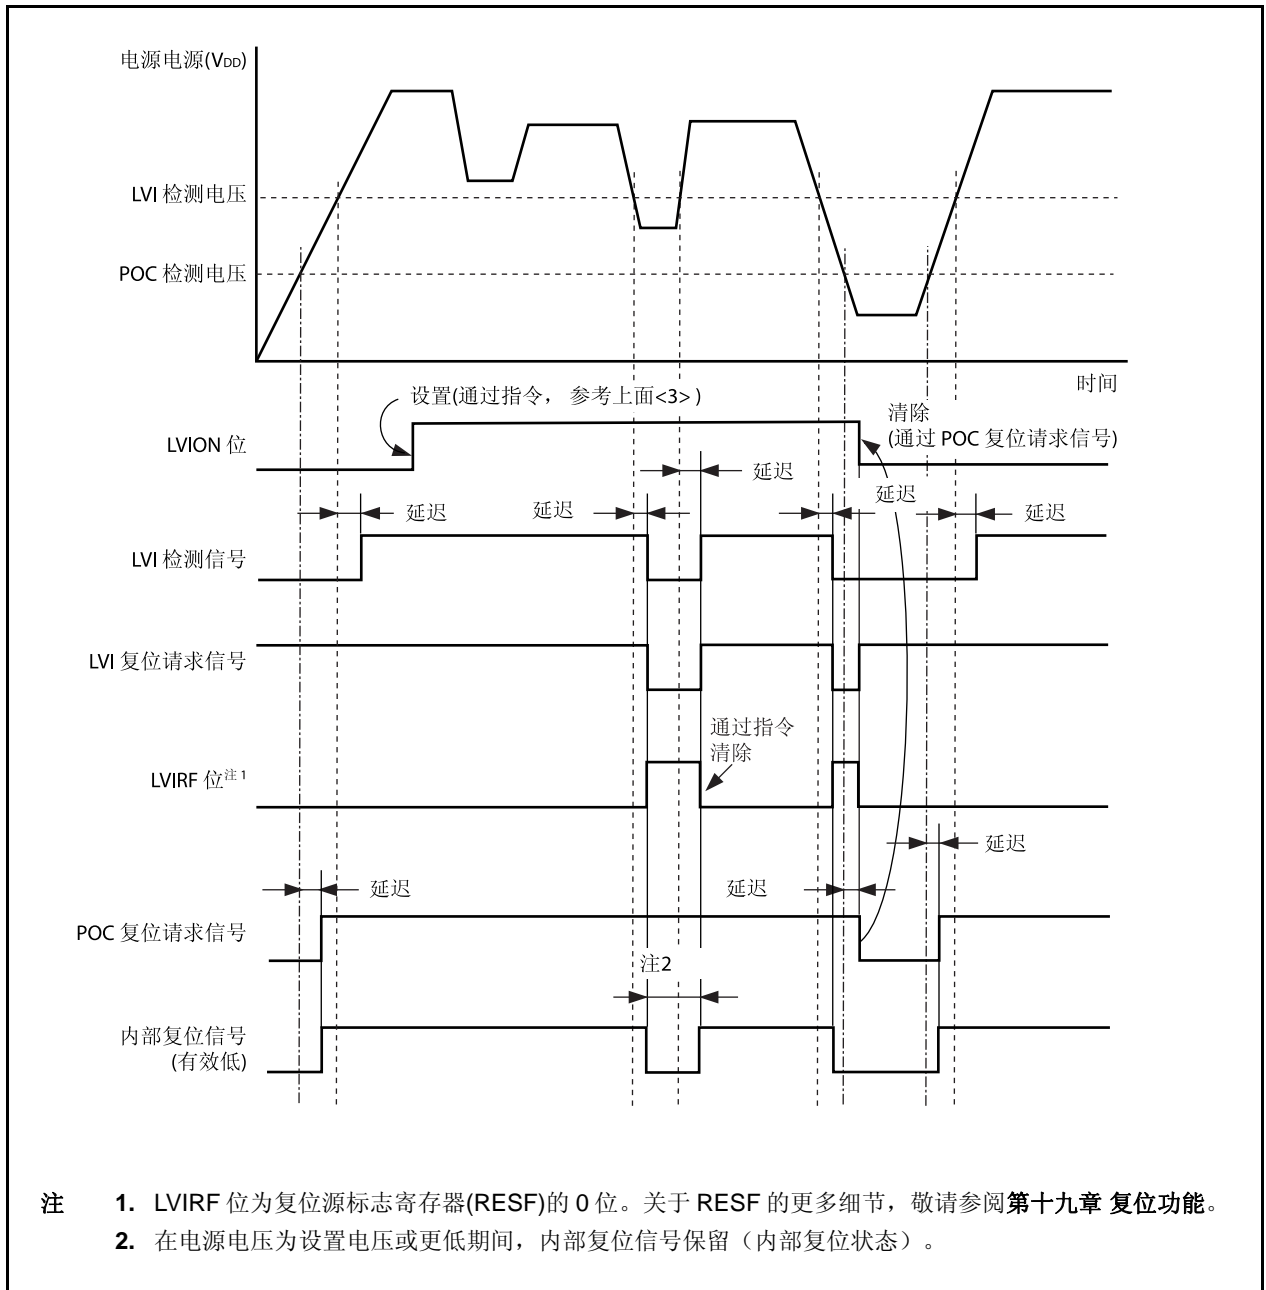 电源电源(VDD)
LVI 检测电压
POC 检测电压
时间
设置(通过指令， 参考上面<3> )
清除
(通过 POC 复位请求信号)
LVION 位
延迟
延迟
延迟
延迟
延迟
LVI 检测信号
LVI 复位请求信号
通过指令
清除
LVIRF 位注 1
延迟
延迟
延迟
POC 复位请求信号
注2
内部复位信号
(有效低)
注 1. LVIRF 位为复位源标志寄存器(RESF)的 0 位。关于 RESF 的更多细节，敬请参阅第十九章 复位功能。
2. 在电源电压为设置电压或更低期间，内部复位信号保留（内部复位状态）。